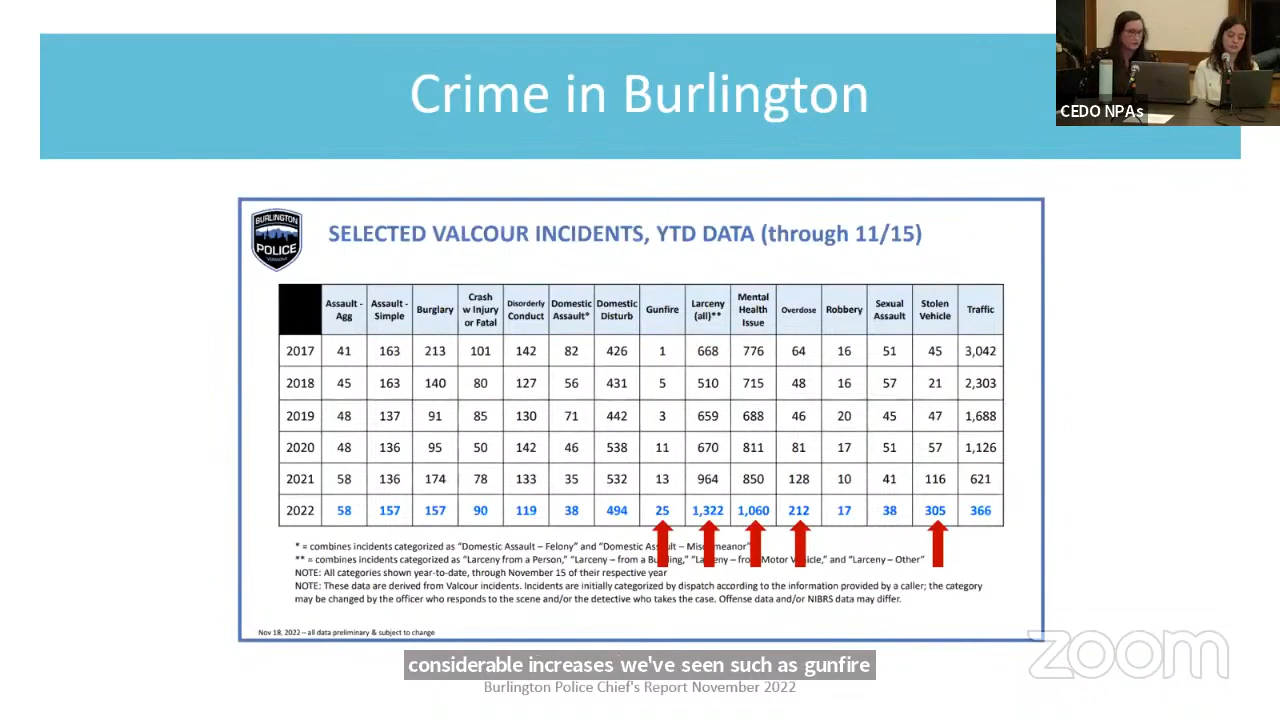 Crime in Burlington
CEDO NPAs
BURLINGTON
POLICE
VERMONT
SELECTED VALCOUR INCIDENTS, YTD DATA (through 11/15)
Assault - Agg Assault - Simple Burglary Crash w Injury or Fatal Disorderly Conduct Domestic Assault* Domestic Disturb Gunfire Larceny (all)** Mental Health Issue Overdose Robbery Sexual Assault Stolen Vehicle Traffic
2017 41 163 213 101 142 82 426 1 668 776 64 16 51 45 3,042
2018 45 163 140 80 127 56 431 5 510 715 48 16 57 21 2,303
2019 48 137 91 85 130 71 442 3 659 688 46 20 45 47 1,688
2020 48 136 95 50 142 46 538 11 670 811 81 17 51 57 1,126
2021 58 136 174 78 133 35 532 13 964 850 128 10 41 116 621
2022 58 157 157 90 119 38 494 25 1,322 1,060 212 17 38 305 366
* = combines incidents categorized as "Domestic Assault – Felony" and "Domestic Assault – Misdemeanor"
** = combines incidents categorized as "Larceny from a Person," "Larceny – from a Building," "Larceny – from Motor Vehicle," and "Larceny – Other"
NOTE: All categories shown year-to-date, through November 15 of their respective year
NOTE: These data are derived from Valcour incidents. Incidents are initially categorized by dispatch according to the information provided by a caller; the category
may be changed by the officer who responds to the scene and/or the detective who takes the case. Offense data and/or NIBRS data may differ.
Nov 18, 2022 – all data preliminary & subject to change
considerable increases we've seen such as gunfire
Burlington Police Chief's Report November 2022
zoom